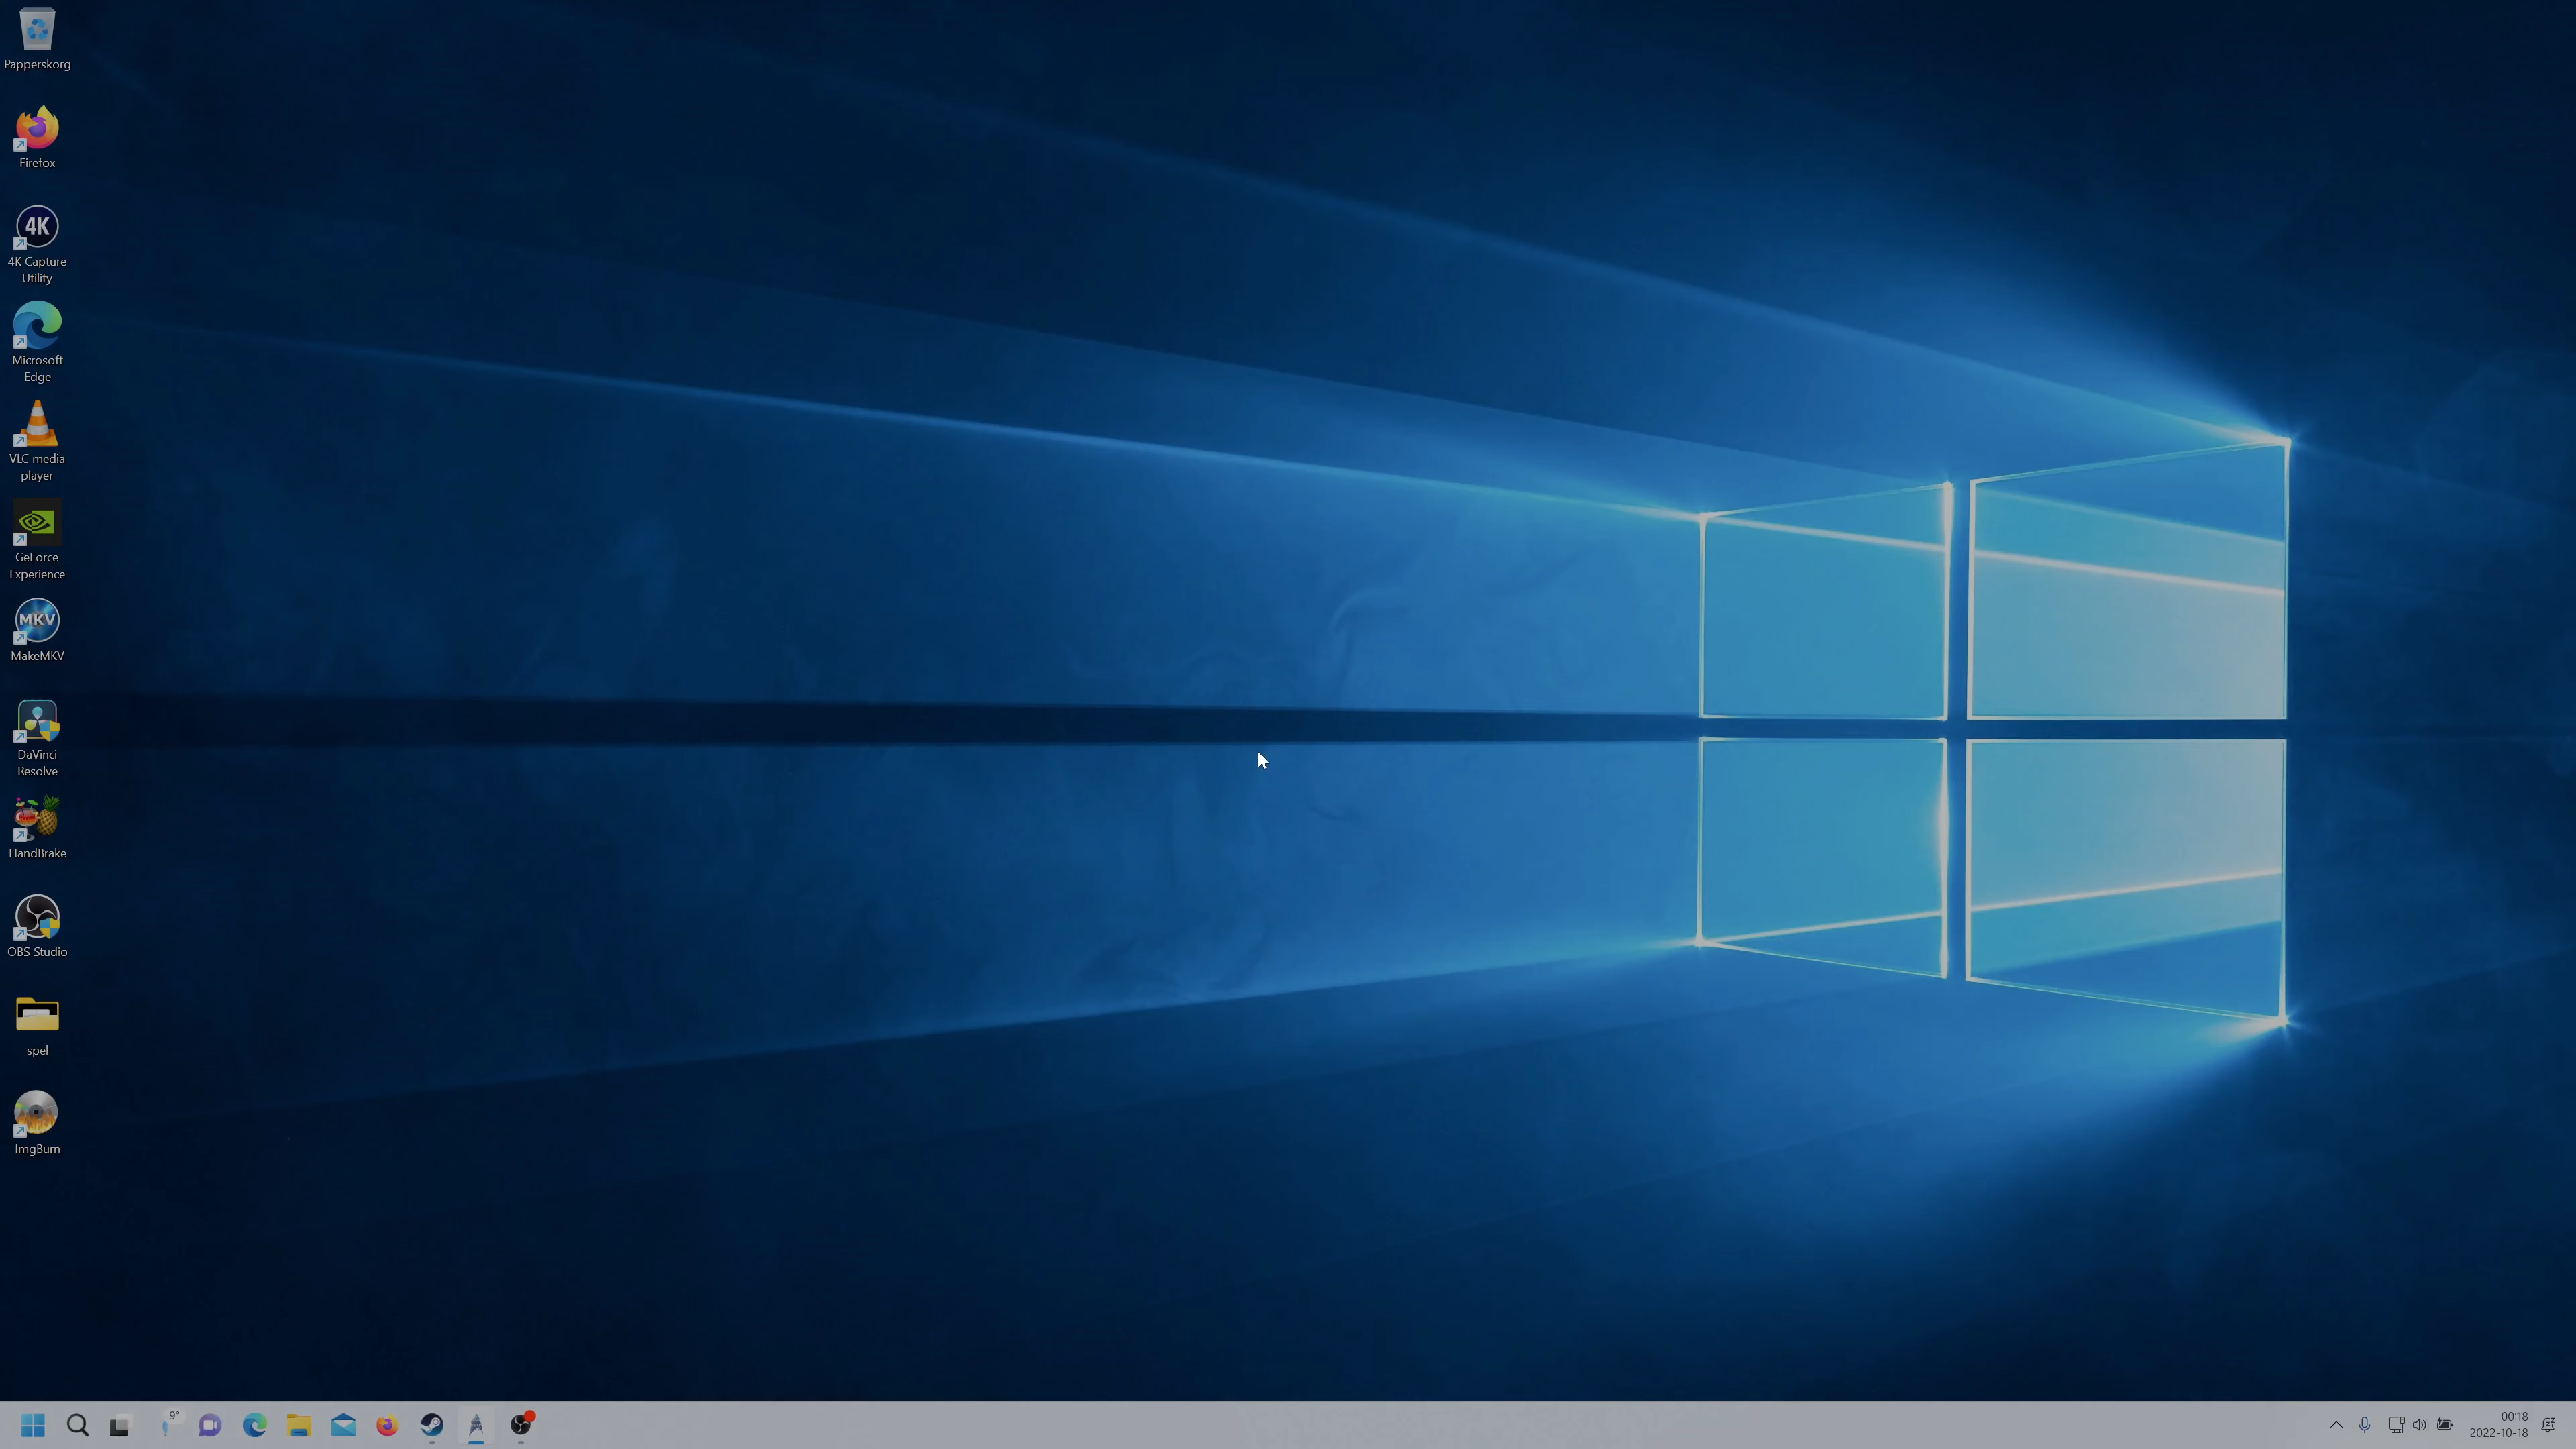 Papperskorg
Firefox
4K
4K Capture
Utility
Microsoft
Edge
VLC media
player
GeForce
Experience
MKV
MakeMKV
DaVinci
Resolve
HandBrake
OBS Studio
spel
ImgBurn
9°
00:18
2022-10-18